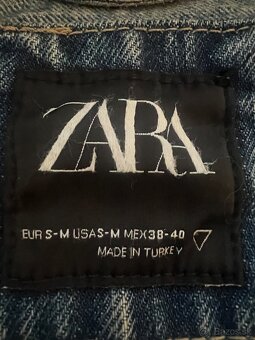 ZARA
EUR S-M USA S-M MEX 38-40
MADE IN TURKEY